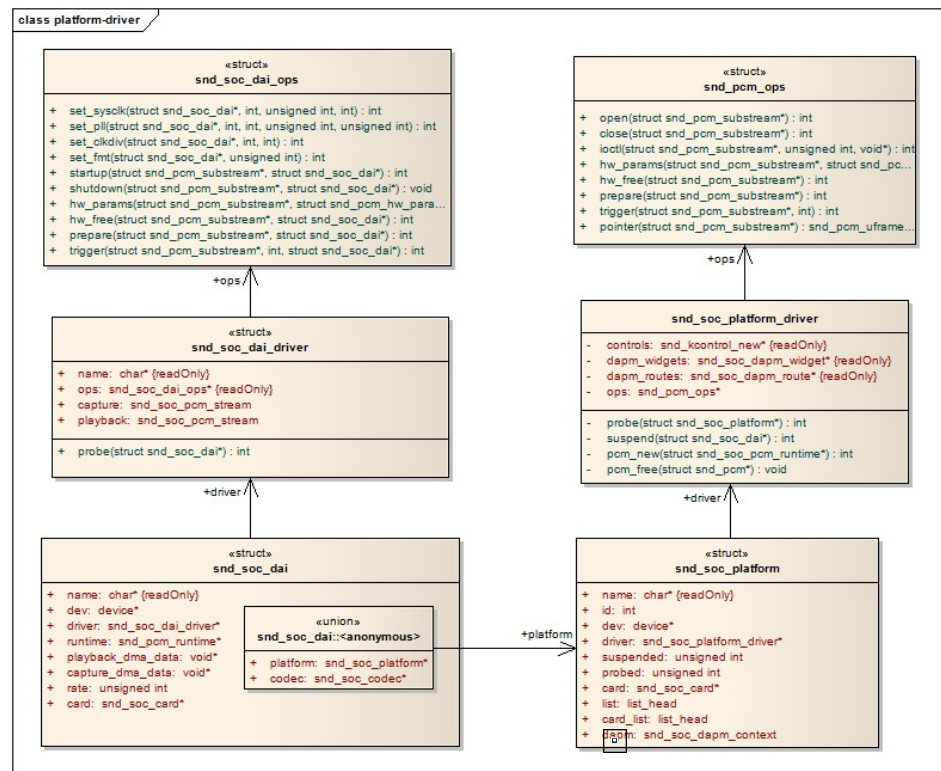 class platform-driver
«struct»
snd_soc_dai_ops
+ set_sysclk(struct snd_soc_dai*, int, unsigned int, int) : int
+ set_pll(struct snd_soc_dai*, int, int, unsigned int, unsigned int) : int
+ set_clkdiv(struct snd_soc_dai*, int, int) : int
+ set_fmt(struct snd_soc_dai*, unsigned int) : int
+ startup(struct snd_pcm_substream*, struct snd_soc_dai*) : int
+ shutdown(struct snd_pcm_substream*, struct snd_soc_dai*) : void
+ hw_params(struct snd_pcm_substream*, struct snd_pcm_hw_para...
+ hw_free(struct snd_pcm_substream*, struct snd_soc_dai*) : int
+ prepare(struct snd_pcm_substream*, struct snd_soc_dai*) : int
+ trigger(struct snd_pcm_substream*, int, struct snd_soc_dai*) : int
«struct»
snd_pcm_ops
+ open(struct snd_pcm_substream*) : int
+ close(struct snd_pcm_substream*) : int
+ ioctl(struct snd_pcm_substream*, unsigned int, void*) : int
+ hw_params(struct snd_pcm_substream*, struct snd_pc...
+ hw_free(struct snd_pcm_substream*) : int
+ prepare(struct snd_pcm_substream*) : int
+ trigger(struct snd_pcm_substream*, int) : int
+ pointer(struct snd_pcm_substream*) : snd_pcm_uframe...
+ops
+ops
«struct»
snd_soc_dai_driver
+ name: char* {readOnly}
+ ops: snd_soc_dai_ops* {readOnly}
+ capture: snd_soc_pcm_stream
+ playback: snd_soc_pcm_stream
+ probe(struct snd_soc_dai*) : int
snd_soc_platform_driver
- controls: snd_kcontrol_new* {readOnly}
- dapm_widgets: snd_soc_dapm_widget* {readOnly}
- dapm_routes: snd_soc_dapm_route* {readOnly}
- ops: snd_pcm_ops*
- probe(struct snd_soc_platform*) : int
- suspend(struct snd_soc_dai*) : int
- pcm_new(struct snd_soc_pcm_runtime*) : int
- pcm_free(struct snd_pcm*) : void
+driver
+driver
«struct»
snd_soc_dai
+ name: char* {readOnly}
+ dev: device*
+ driver: snd_soc_dai_driver*
+ runtime: snd_pcm_runtime*
+ playback_dma_data: void*
+ capture_dma_data: void*
+ rate: unsigned int
+ card: snd_soc_card*
«union»
snd_soc_dai::<anonymous>
+ platform: snd_soc_platform*
+ codec: snd_soc_codec*
+platform
«struct»
snd_soc_platform
+ name: char* {readOnly}
+ id: int
+ dev: device*
+ driver: snd_soc_platform_driver*
+ suspended: unsigned int
+ probed: unsigned int
+ card: snd_soc_card*
+ list: list_head
+ card_list: list_head
+ dapm: snd_soc_dapm_context